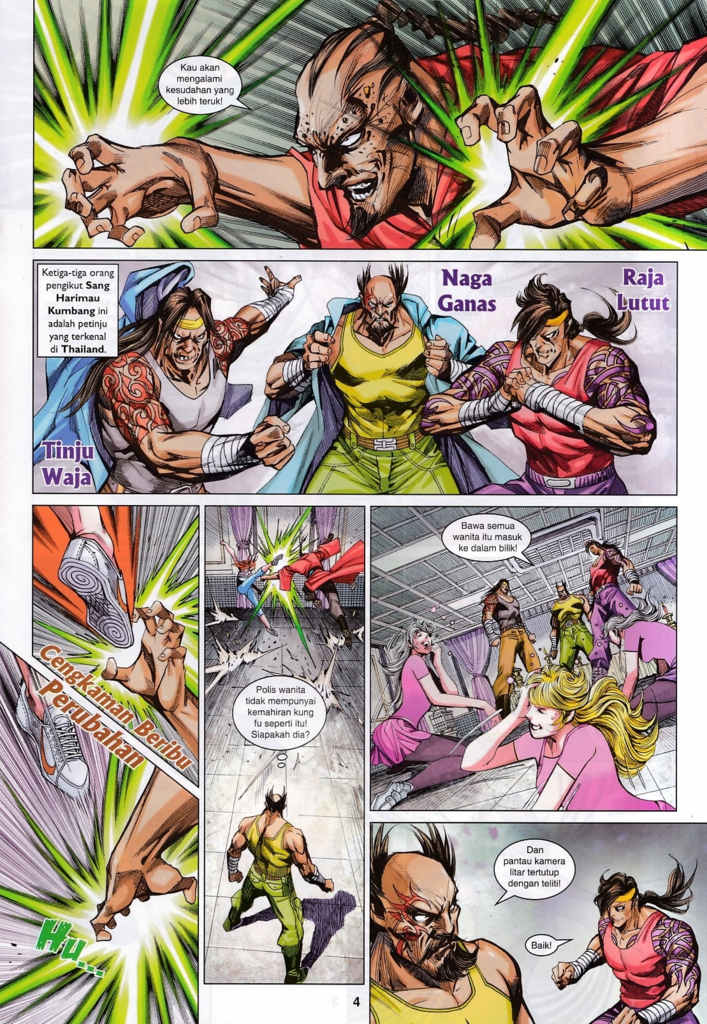 Kau akan
mengalami
kesudahan yang
lebih teruk!
Ketiga-tiga orang
pengikut Sang
Harimau
Kumbang ini
adalah petinju
yang terkenal
di Thailand.
Tinju
Waja
Naga
Ganas
Raja
Lutut
Cengkaman Beribu
Perubahan
Hu...
Polis wanita
tidak mempunyai
kemahiran kung
fu seperti itu!
Siapakah dia?
Bawa semua
wanita itu masuk
ke dalam bilik!
Dan
pantau kamera
litar tertutup
dengan teliti!
Baik!
4